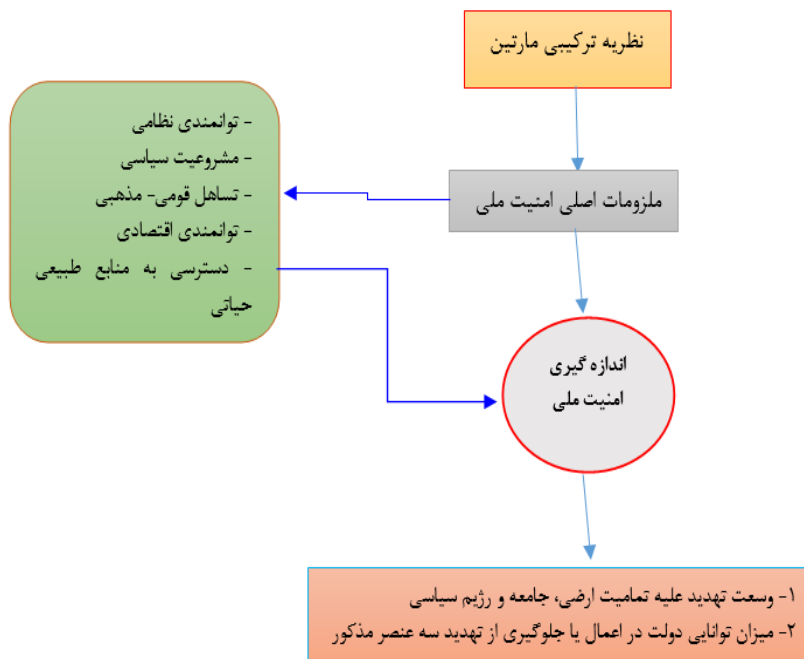 نظریه ترکیبی مارتین
ملزومات اصلی امنیت ملی
- توانمندی نظامی
- مشروعیت سیاسی
- تساهل قومی- مذهبی
- توانمندی اقتصادی
- دسترسی به منابع طبیعی
حیاتی
اندازه گیری
امنیت ملی
۱- وسعت تهدید علیه تمامیت ارضی، جامعه و رژیم سیاسی
۲- میزان توانایی دولت در اعمال یا جلوگیری از تهدید سه عنصر مذکور